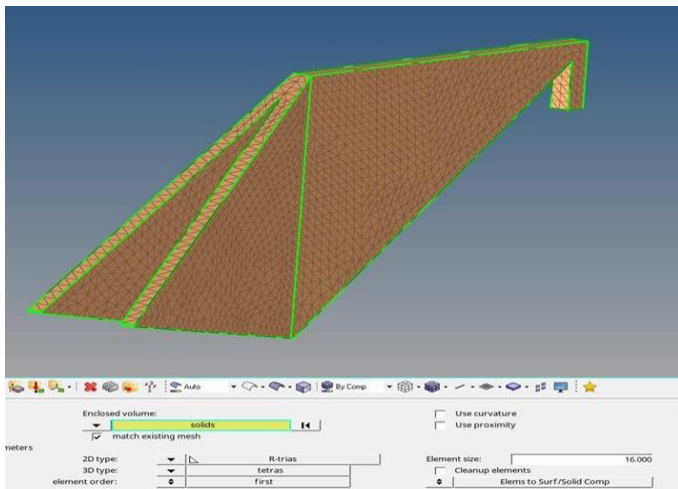 Auto By Comp
Enclosed volume: Use curvature
solids Use proximity
match existing mesh
meters
2D type: R-trias Element size: 16.000
3D type: tetras Cleanup elements
element order: first Elems to Surf/Solid Comp